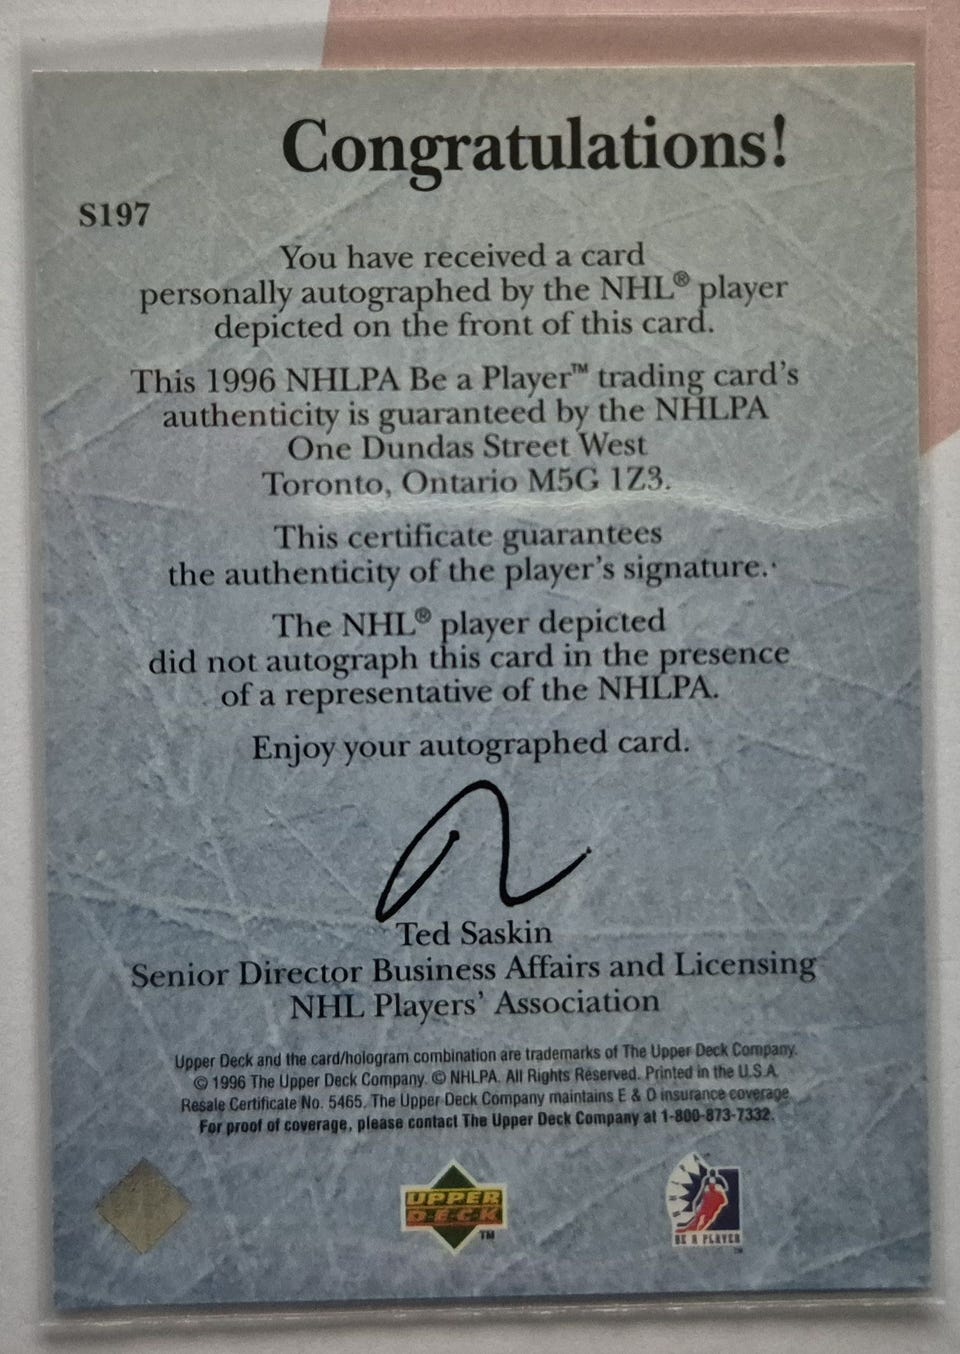 Congratulations!
S197
You have received a card
personally autographed by the NHL® player
depicted on the front of this card.
This 1996 NHLPA Be a Player™ trading card's
authenticity is guaranteed by the NHLPA
One Dundas Street West
Toronto, Ontario M5G 1Z3.
This certificate guarantees
the authenticity of the player's signature.
The NHL® player depicted
did not autograph this card in the presence
of a representative of the NHLPA.
Enjoy your autographed card.
Ted Saskin
Senior Director Business Affairs and Licensing
NHL Players' Association
Upper Deck and the card/hologram combination are trademarks of The Upper Deck Company.
© 1996 The Upper Deck Company. © NHLPA. All Rights Reserved. Printed in the U.S.A.
Resale Certificate No. 5465. The Upper Deck Company maintains E & O insurance coverage.
For proof of coverage, please contact The Upper Deck Company at 1-800-873-7332.
UPPER
DECK
TM
BE A PLAYER
TM